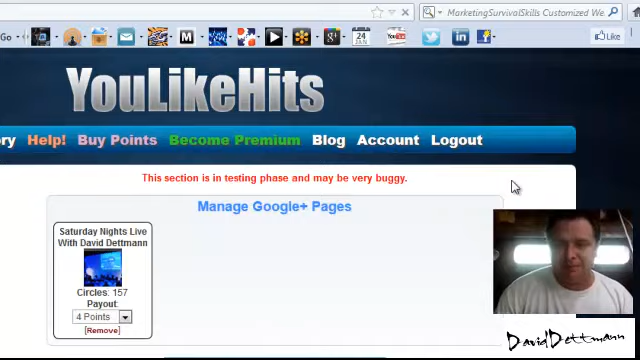 Go
MarketingSurvivalSkills Customized We
24
JAN
Like
YouLikeHits
ory Help! Buy Points Become Premium Blog Account Logout
This section is in testing phase and may be very buggy.
Manage Google+ Pages
Saturday Nights Live
With David Dettmann
Circles: 157
Payout:
4 Points
[Remove]
DavidDettmann